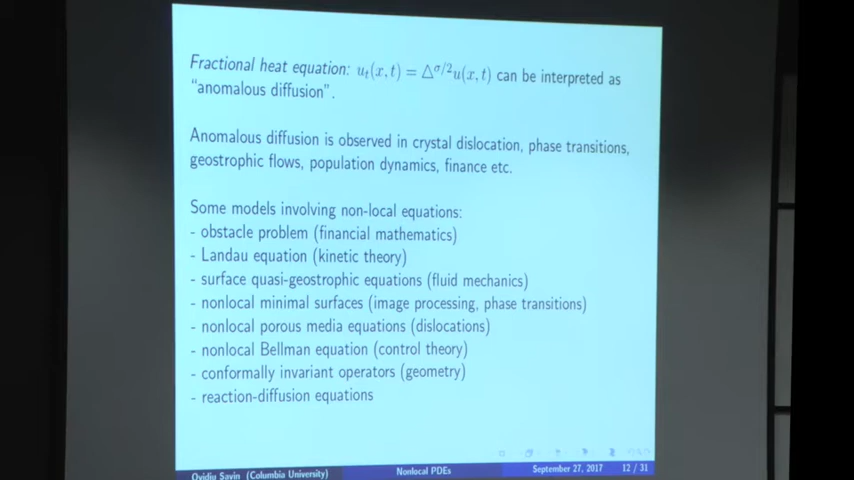 Fractional heat equation: u_t(x,t) = △^{σ/2}u(x,t) can be interpreted as
"anomalous diffusion".
Anomalous diffusion is observed in crystal dislocation, phase transitions,
geostrophic flows, population dynamics, finance etc.
Some models involving non-local equations:
- obstacle problem (financial mathematics)
- Landau equation (kinetic theory)
- surface quasi-geostrophic equations (fluid mechanics)
- nonlocal minimal surfaces (image processing, phase transitions)
- nonlocal porous media equations (dislocations)
- nonlocal Bellman equation (control theory)
- conformally invariant operators (geometry)
- reaction-diffusion equations
Ovidiu Savin (Columbia University) Nonlocal PDEs September 27, 2017 12 / 31